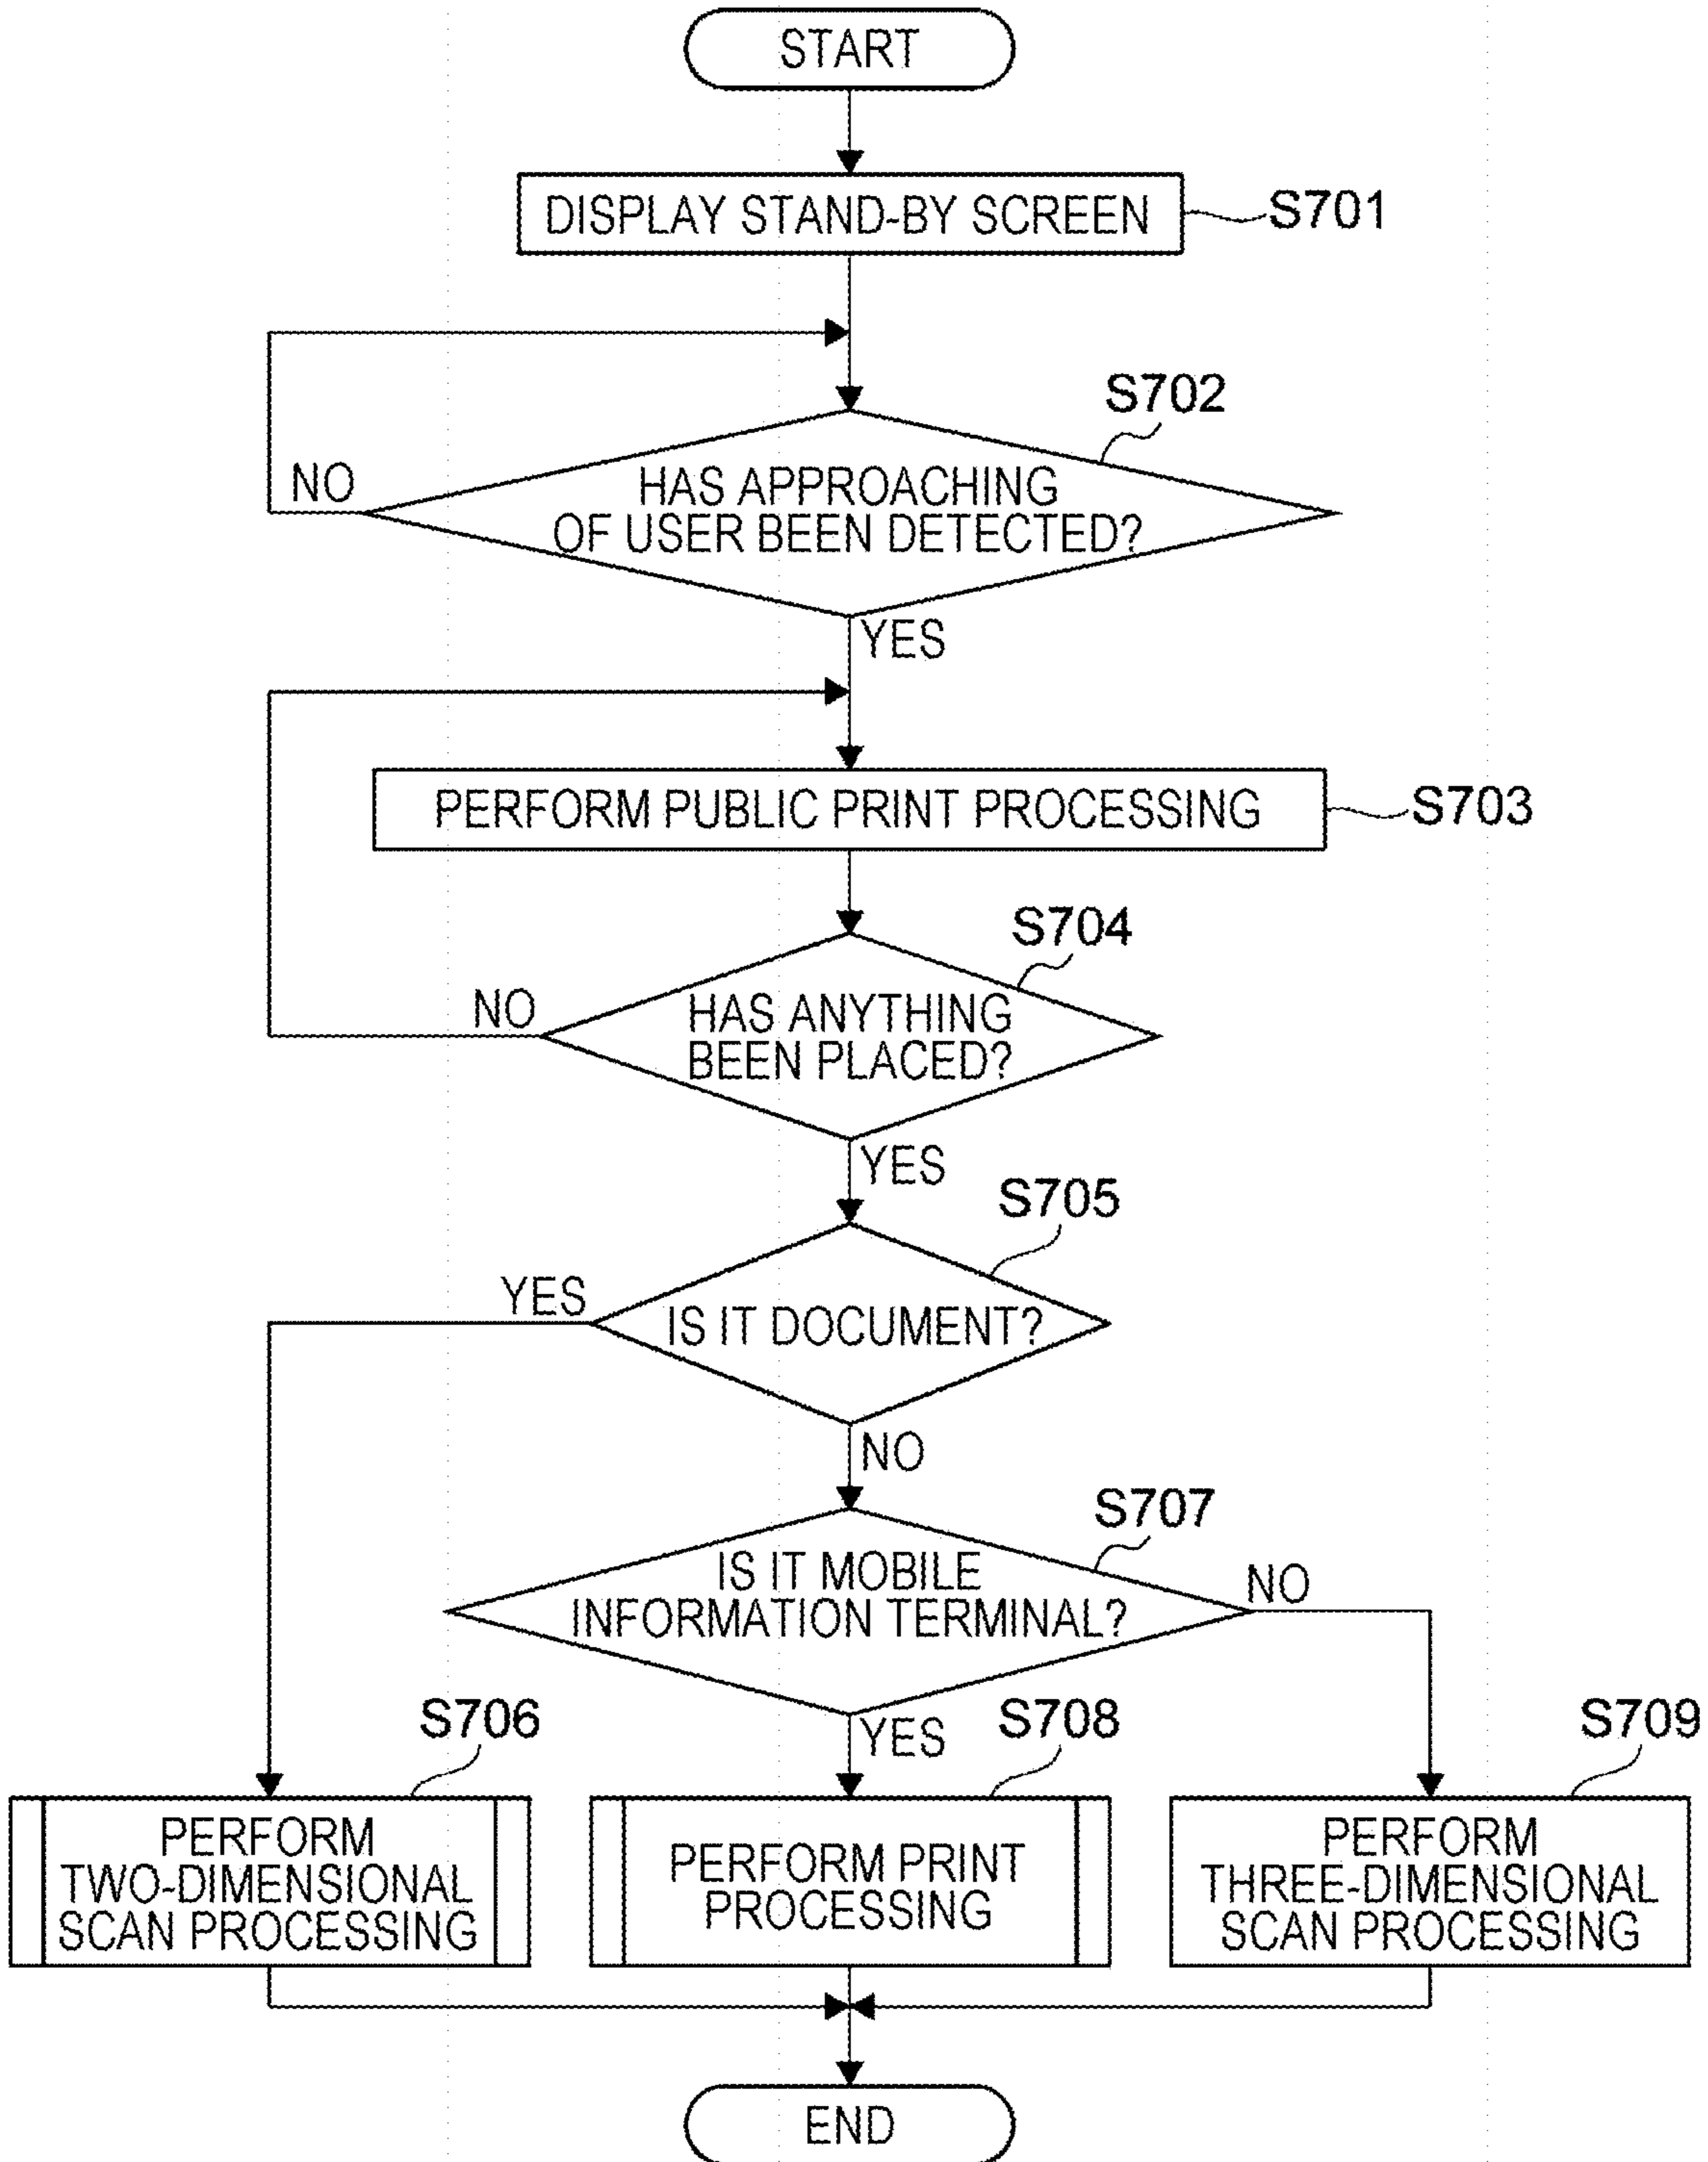 START
DISPLAY STAND-BY SCREEN
S701
S702
NO
HAS APPROACHING
OF USER BEEN DETECTED?
YES
PERFORM PUBLIC PRINT PROCESSING
S703
S704
NO
HAS ANYTHING
BEEN PLACED?
YES
S705
YES
IS IT DOCUMENT?
NO
S707
IS IT MOBILE
INFORMATION TERMINAL?
NO
YES
S706
PERFORM
TWO-DIMENSIONAL
SCAN PROCESSING
S708
PERFORM PRINT
PROCESSING
S709
PERFORM
THREE-DIMENSIONAL
SCAN PROCESSING
END